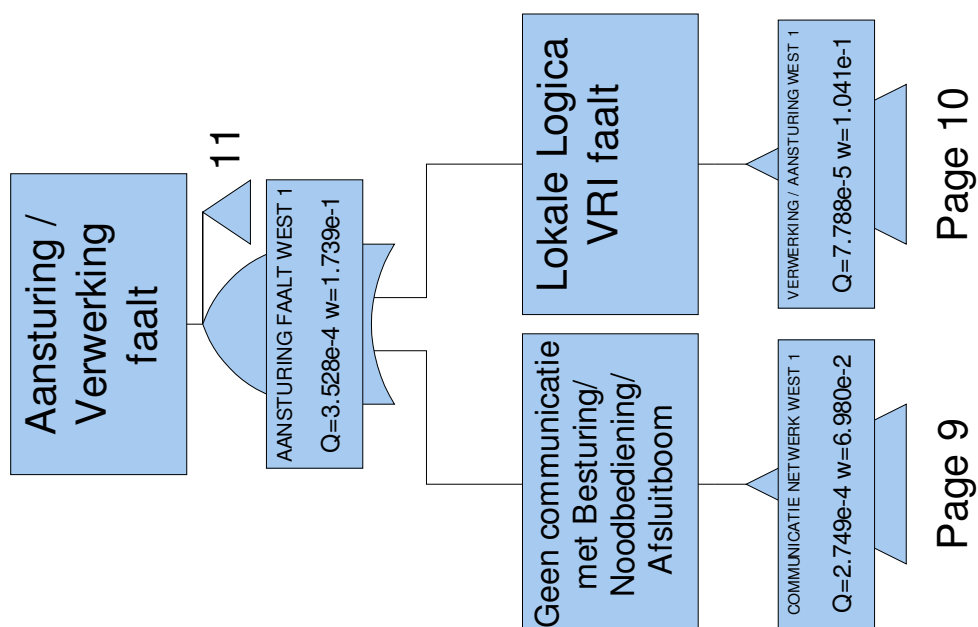 Aansturing /
Verwerking
faalt
11
AANSTURING FAALT WEST 1
Q=3.528e-4 w=1.739e-1
Geen communicatie
met Besturing/
Noodbediening/
Afsluitboom
COMMUNICATIE NETWERK WEST 1
Q=2.749e-4 w=6.980e-2
Page 9
Lokale Logica
VRI faalt
VERWERKING / AANSTURING WEST 1
Q=7.788e-5 w=1.041e-1
Page 10